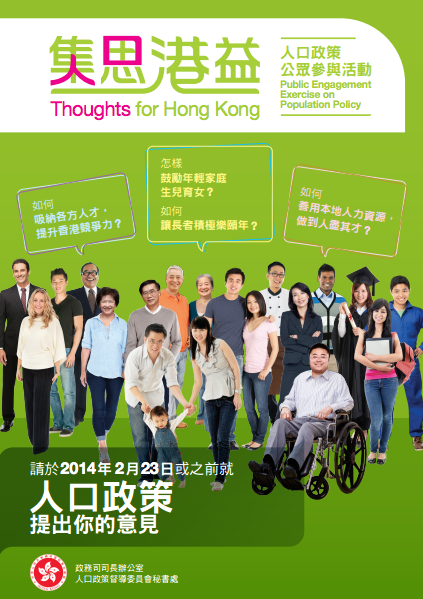 集思港益
Thoughts for Hong Kong
人口政策
公眾參與活動
Public Engagement
Exercise on
Population Policy
如何
吸納各方人才，
提升香港競爭力？
怎樣
鼓勵年輕家庭
生兒育女？
如何
讓長者積極樂頤年？
如何
善用本地人力資源，
做到人盡其才？
請於2014年2月23日或之前就
人口政策
提出你的意見
政務司司長辦公室
人口政策督導委員會秘書處